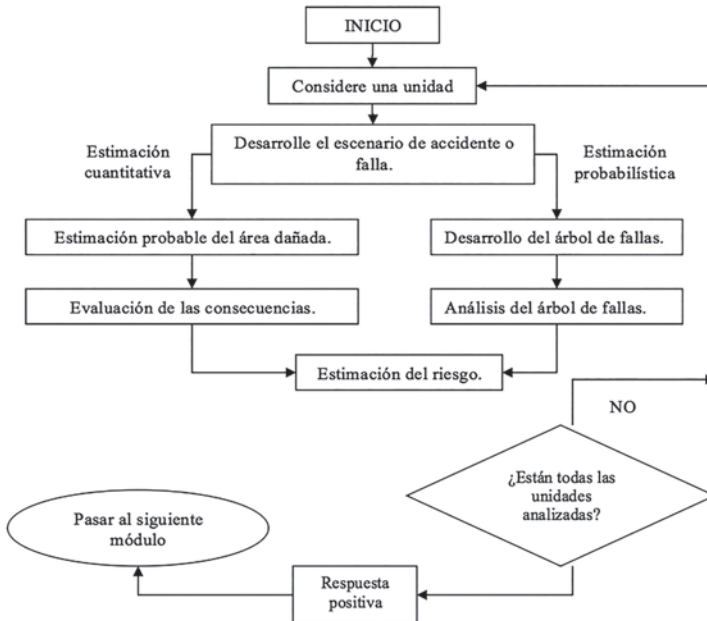 INICIO
Considere una unidad
Desarrolle el escenario de accidente o
falla.
Estimación
cuantitativa
Estimación
probabilística
Estimación probable del área dañada.
Desarrollo del árbol de fallas.
Evaluación de las consecuencias.
Análisis del árbol de fallas.
Estimación del riesgo.
NO
¿Están todas las
unidades
analizadas?
Pasar al siguiente
módulo
Respuesta
positiva